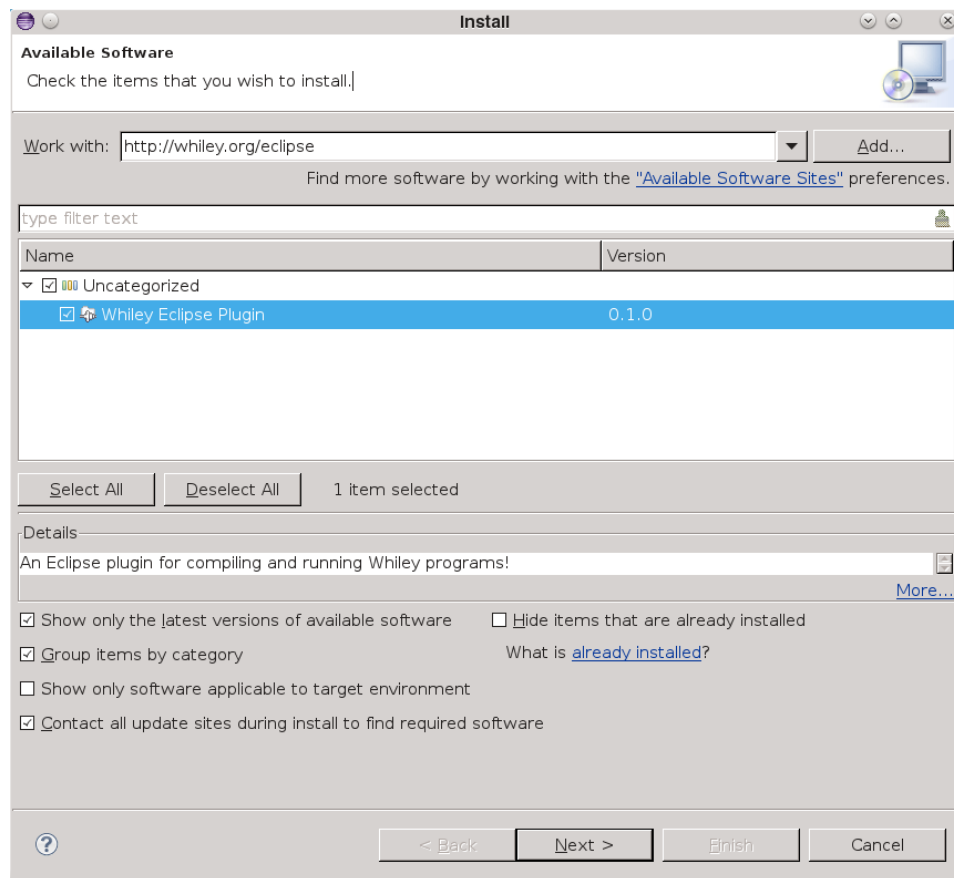 Install
Available Software
Check the items that you wish to install.
Work with: http://whiley.org/eclipse Add...
Find more software by working with the "Available Software Sites" preferences.
type filter text
Name Version
Uncategorized
Whiley Eclipse Plugin 0.1.0
Select All Deselect All 1 item selected
Details
An Eclipse plugin for compiling and running Whiley programs!
More...
Show only the latest versions of available software Hide items that are already installed
Group items by category What is already installed?
Show only software applicable to target environment
Contact all update sites during install to find required software
? < Back Next > Finish Cancel